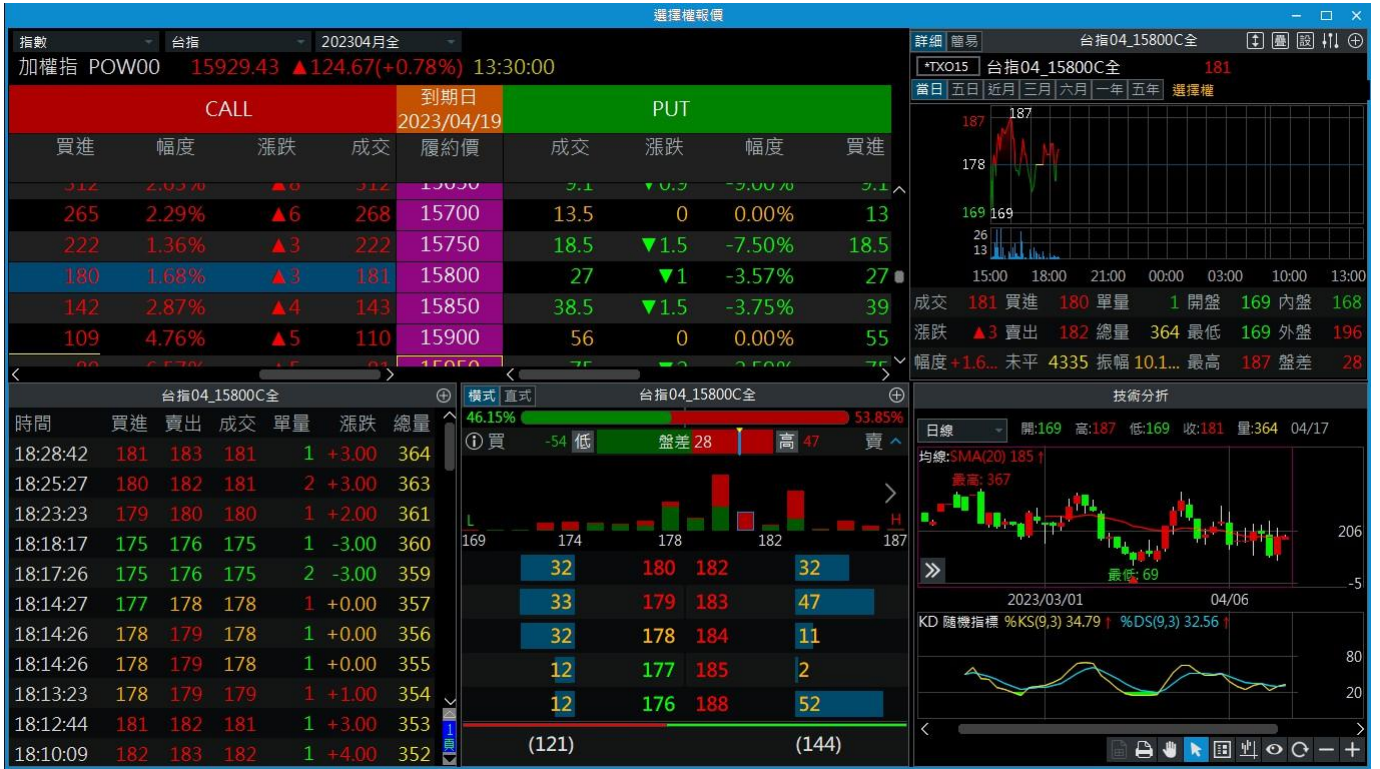 選擇權報價
指數 台指 202304月全
加權指 POW00 15929.43 ▲124.67(+0.78%) 13:30:00
CALL 到期日 2023/04/19 PUT
買進 幅度 漲跌 成交 履約價 成交 漲跌 幅度 買進
265 2.29% ▲6 268 15700 13.5 0 0.00% 13
222 1.36% ▲3 222 15750 18.5 ▼1.5 -7.50% 18.5
180 1.68% ▲3 181 15800 27 ▼1 -3.57% 27
142 2.87% ▲4 143 15850 38.5 ▼1.5 -3.75% 39
109 4.76% ▲5 110 15900 56 0 0.00% 55
詳細 簡易 台指04_15800C全 疊 設
*TXO15 台指04_15800C全 181
當日 五日 近月 三月 六月 一年 五年 選擇權
187 187
178
169 169
26
13
15:00 18:00 21:00 00:00 03:00 10:00 13:00
成交 181 買進 180 單量 1 開盤 169 內盤 168
漲跌 ▲3 賣出 182 總量 364 最低 169 外盤 196
幅度 +1.6... 未平 4335 振幅 10.1... 最高 187 盤差 28
台指04_15800C全
時間 買進 賣出 成交 單量 漲跌 總量
18:28:42 181 183 181 1 +3.00 364
18:25:27 180 182 181 2 +3.00 363
18:23:23 179 180 180 1 +2.00 361
18:18:17 175 176 175 1 -3.00 360
18:17:26 175 176 175 2 -3.00 359
18:14:27 177 178 178 1 +0.00 357
18:14:26 178 179 178 1 +0.00 356
18:14:26 178 179 178 1 +0.00 355
18:13:23 178 179 179 1 +1.00 354
18:12:44 181 182 181 1 +3.00 353
18:10:09 182 183 182 1 +4.00 352
1
頁
橫式 直式 台指04_15800C全
46.15% 53.85%
買 -54 低 盤差 28 高 47 賣
L H
169 174 178 182 187
32 180 182 32
33 179 183 47
32 178 184 11
12 177 185 2
12 176 188 52
(121) (144)
技術分析
日線 開:169 高:187 低:169 收:181 量:364 04/17
均線:SMA(20) 185↑
最高: 367
206
最低: 69
-5
2023/03/01 04/06
KD 隨機指標 %KS(9,3) 34.79↑ %DS(9,3) 32.56↑
80
20